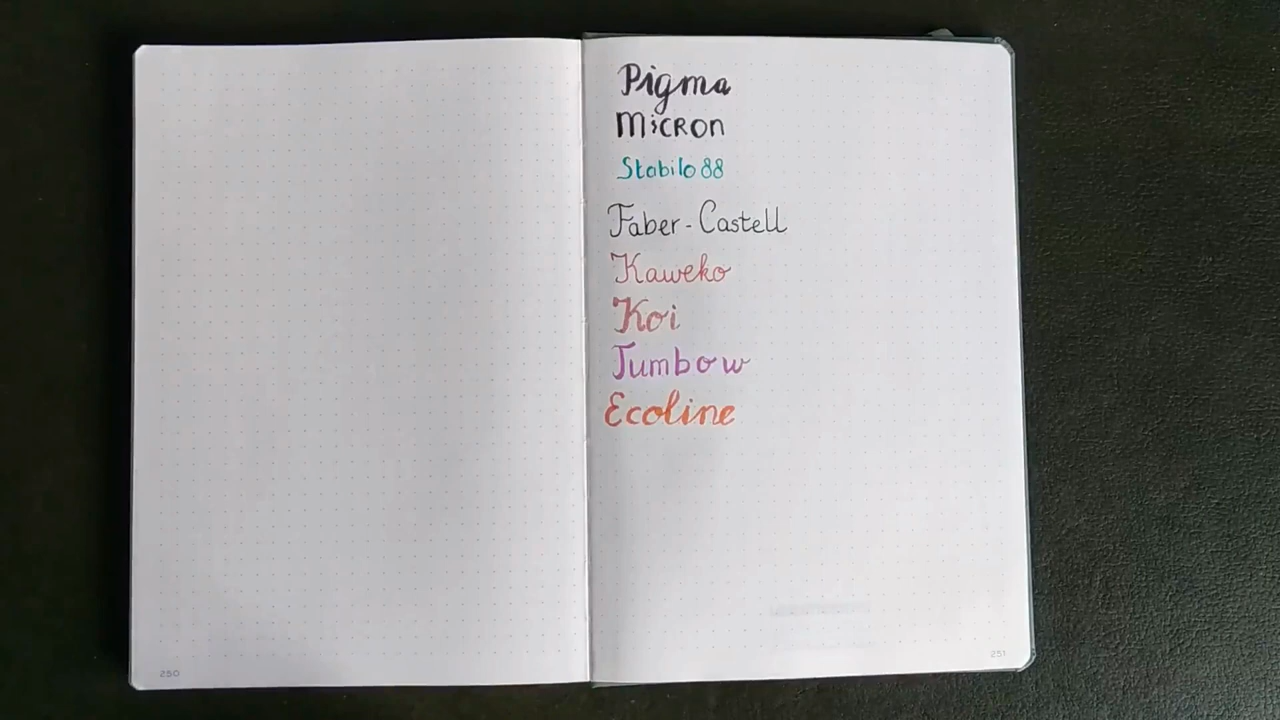 Pigma
Micron
Stabilo 88
Faber-Castell
Kaweko
Koi
Tumbow
Ecoline
250
251